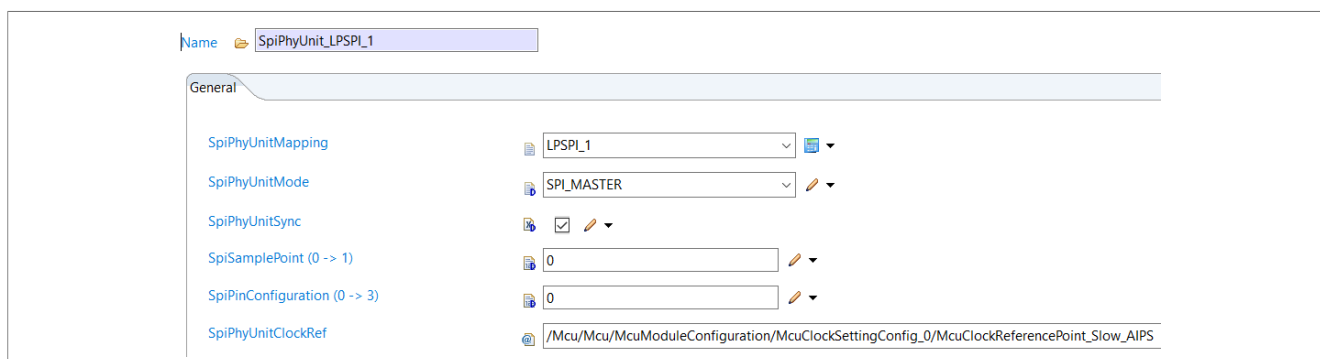 Name SpiPhyUnit_LPSPI_1
General
SpiPhyUnitMapping LPSPI_1
SpiPhyUnitMode SPI_MASTER
SpiPhyUnitSync
SpiSamplePoint (0 -> 1) 0
SpiPinConfiguration (0 -> 3) 0
SpiPhyUnitClockRef /Mcu/Mcu/McuModuleConfiguration/McuClockSettingConfig_0/McuClockReferencePoint_Slow_AIPS